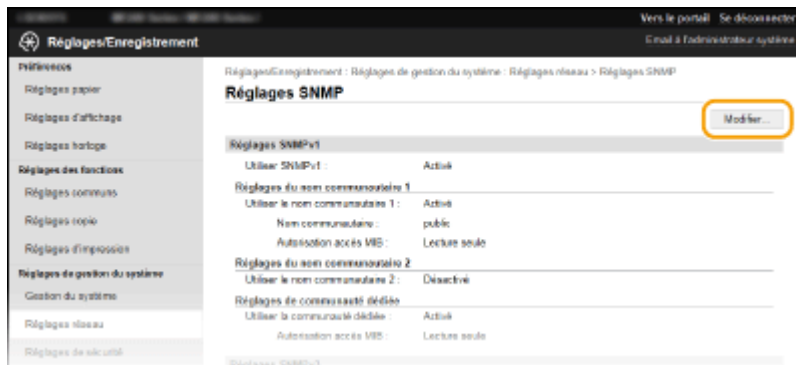 Vers le portail Se déconnecter
Réglages/Enregistrement
Email à l'administrateur système
Préférences
Réglages papier
Réglages d'affichage
Réglages horloge
Réglages des fonctions
Réglages communs
Réglages copie
Réglages d'impression
Réglages de gestion du système
Gestion du système
Réglages réseau
Réglages de sécurité
Réglages/Enregistrement : Réglages de gestion du système : Réglages réseau > Réglages SNMP
Réglages SNMP
Modifier...
Réglages SNMPv1
Utiliser SNMPv1 : Activé
Réglages du nom communautaire 1
Utiliser le nom communautaire 1 : Activé
Nom communautaire : public
Autorisation accès MIB : Lecture seule
Réglages du nom communautaire 2
Utiliser le nom communautaire 2 : Désactivé
Réglages de communauté dédiée
Utiliser la communauté dédiée : Activé
Autorisation accès MIB : Lecture seule